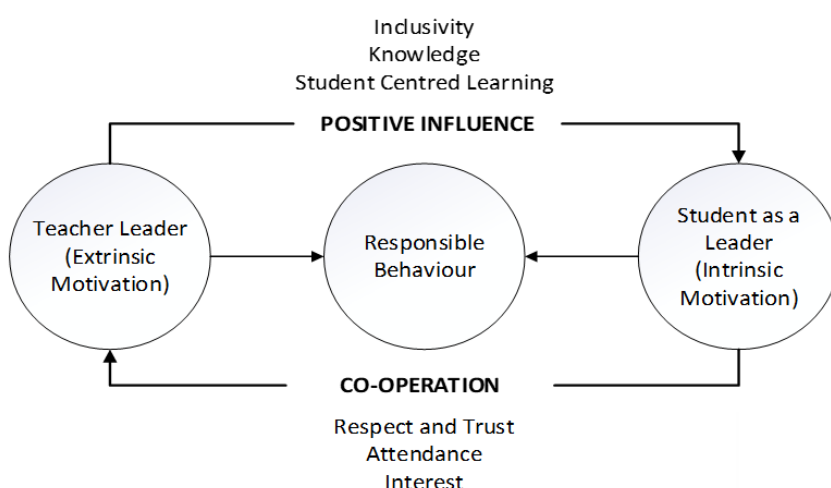 Inclusivity
Knowledge
Student Centred Learning
POSITIVE INFLUENCE
Teacher Leader
(Extrinsic
Motivation)
Responsible
Behaviour
Student as a
Leader
(Intrinsic
Motivation)
CO-OPERATION
Respect and Trust
Attendance
Interest